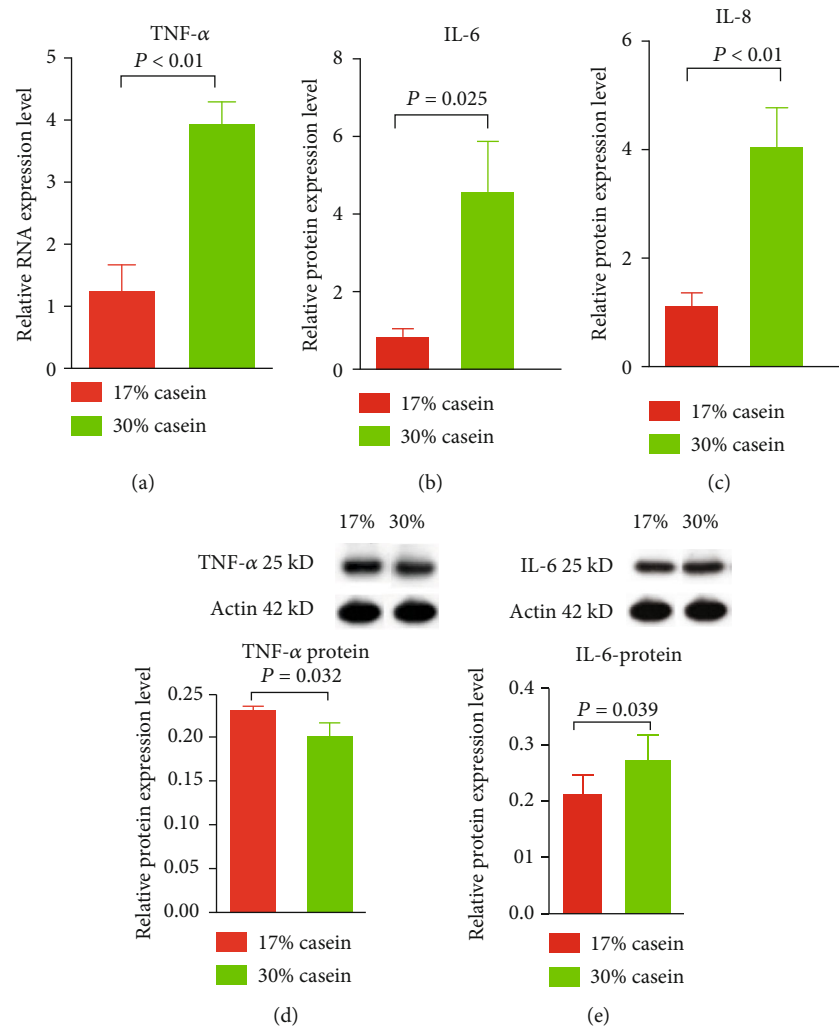 TNF-α
Relative RNA expression level
5
4
3
2
1
0
P < 0.01
17% casein
30% casein
(a)
IL-6
Relative protein expression level
8
6
4
2
0
P = 0.025
17% casein
30% casein
(b)
IL-8
Relative protein expression level
6
4
2
0
P < 0.01
17% casein
30% casein
(c)
17% 30%
TNF-α 25 kD
Actin 42 kD
TNF-α protein
P = 0.032
Relative protein expression level
0.25
0.20
0.15
0.10
0.05
0.00
17% casein
30% casein
(d)
17% 30%
IL-6 25 kD
Actin 42 kD
IL-6-protein
P = 0.039
Relative protein expression level
0.4
0.3
0.2
01
0.0
17% casein
30% casein
(e)